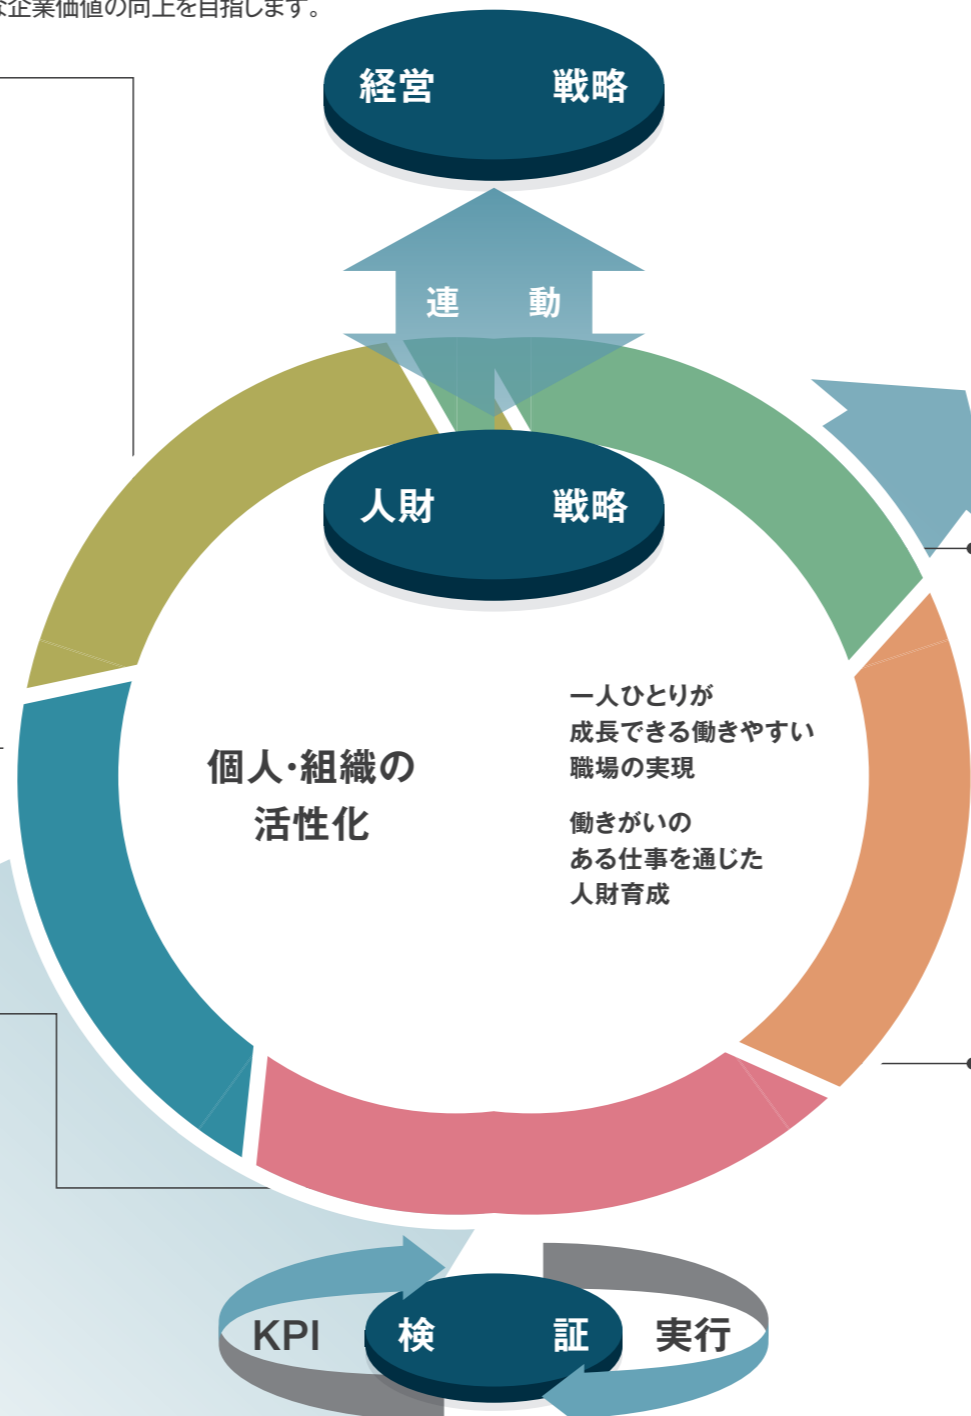 な企業価値の向上を目指します。
経営 戦略
連 動
人財 戦略
個人・組織の
活性化
一人ひとりが
成長できる働きやすい
職場の実現
働きがいの
ある仕事を通じた
人財育成
KPI 検 証 実行